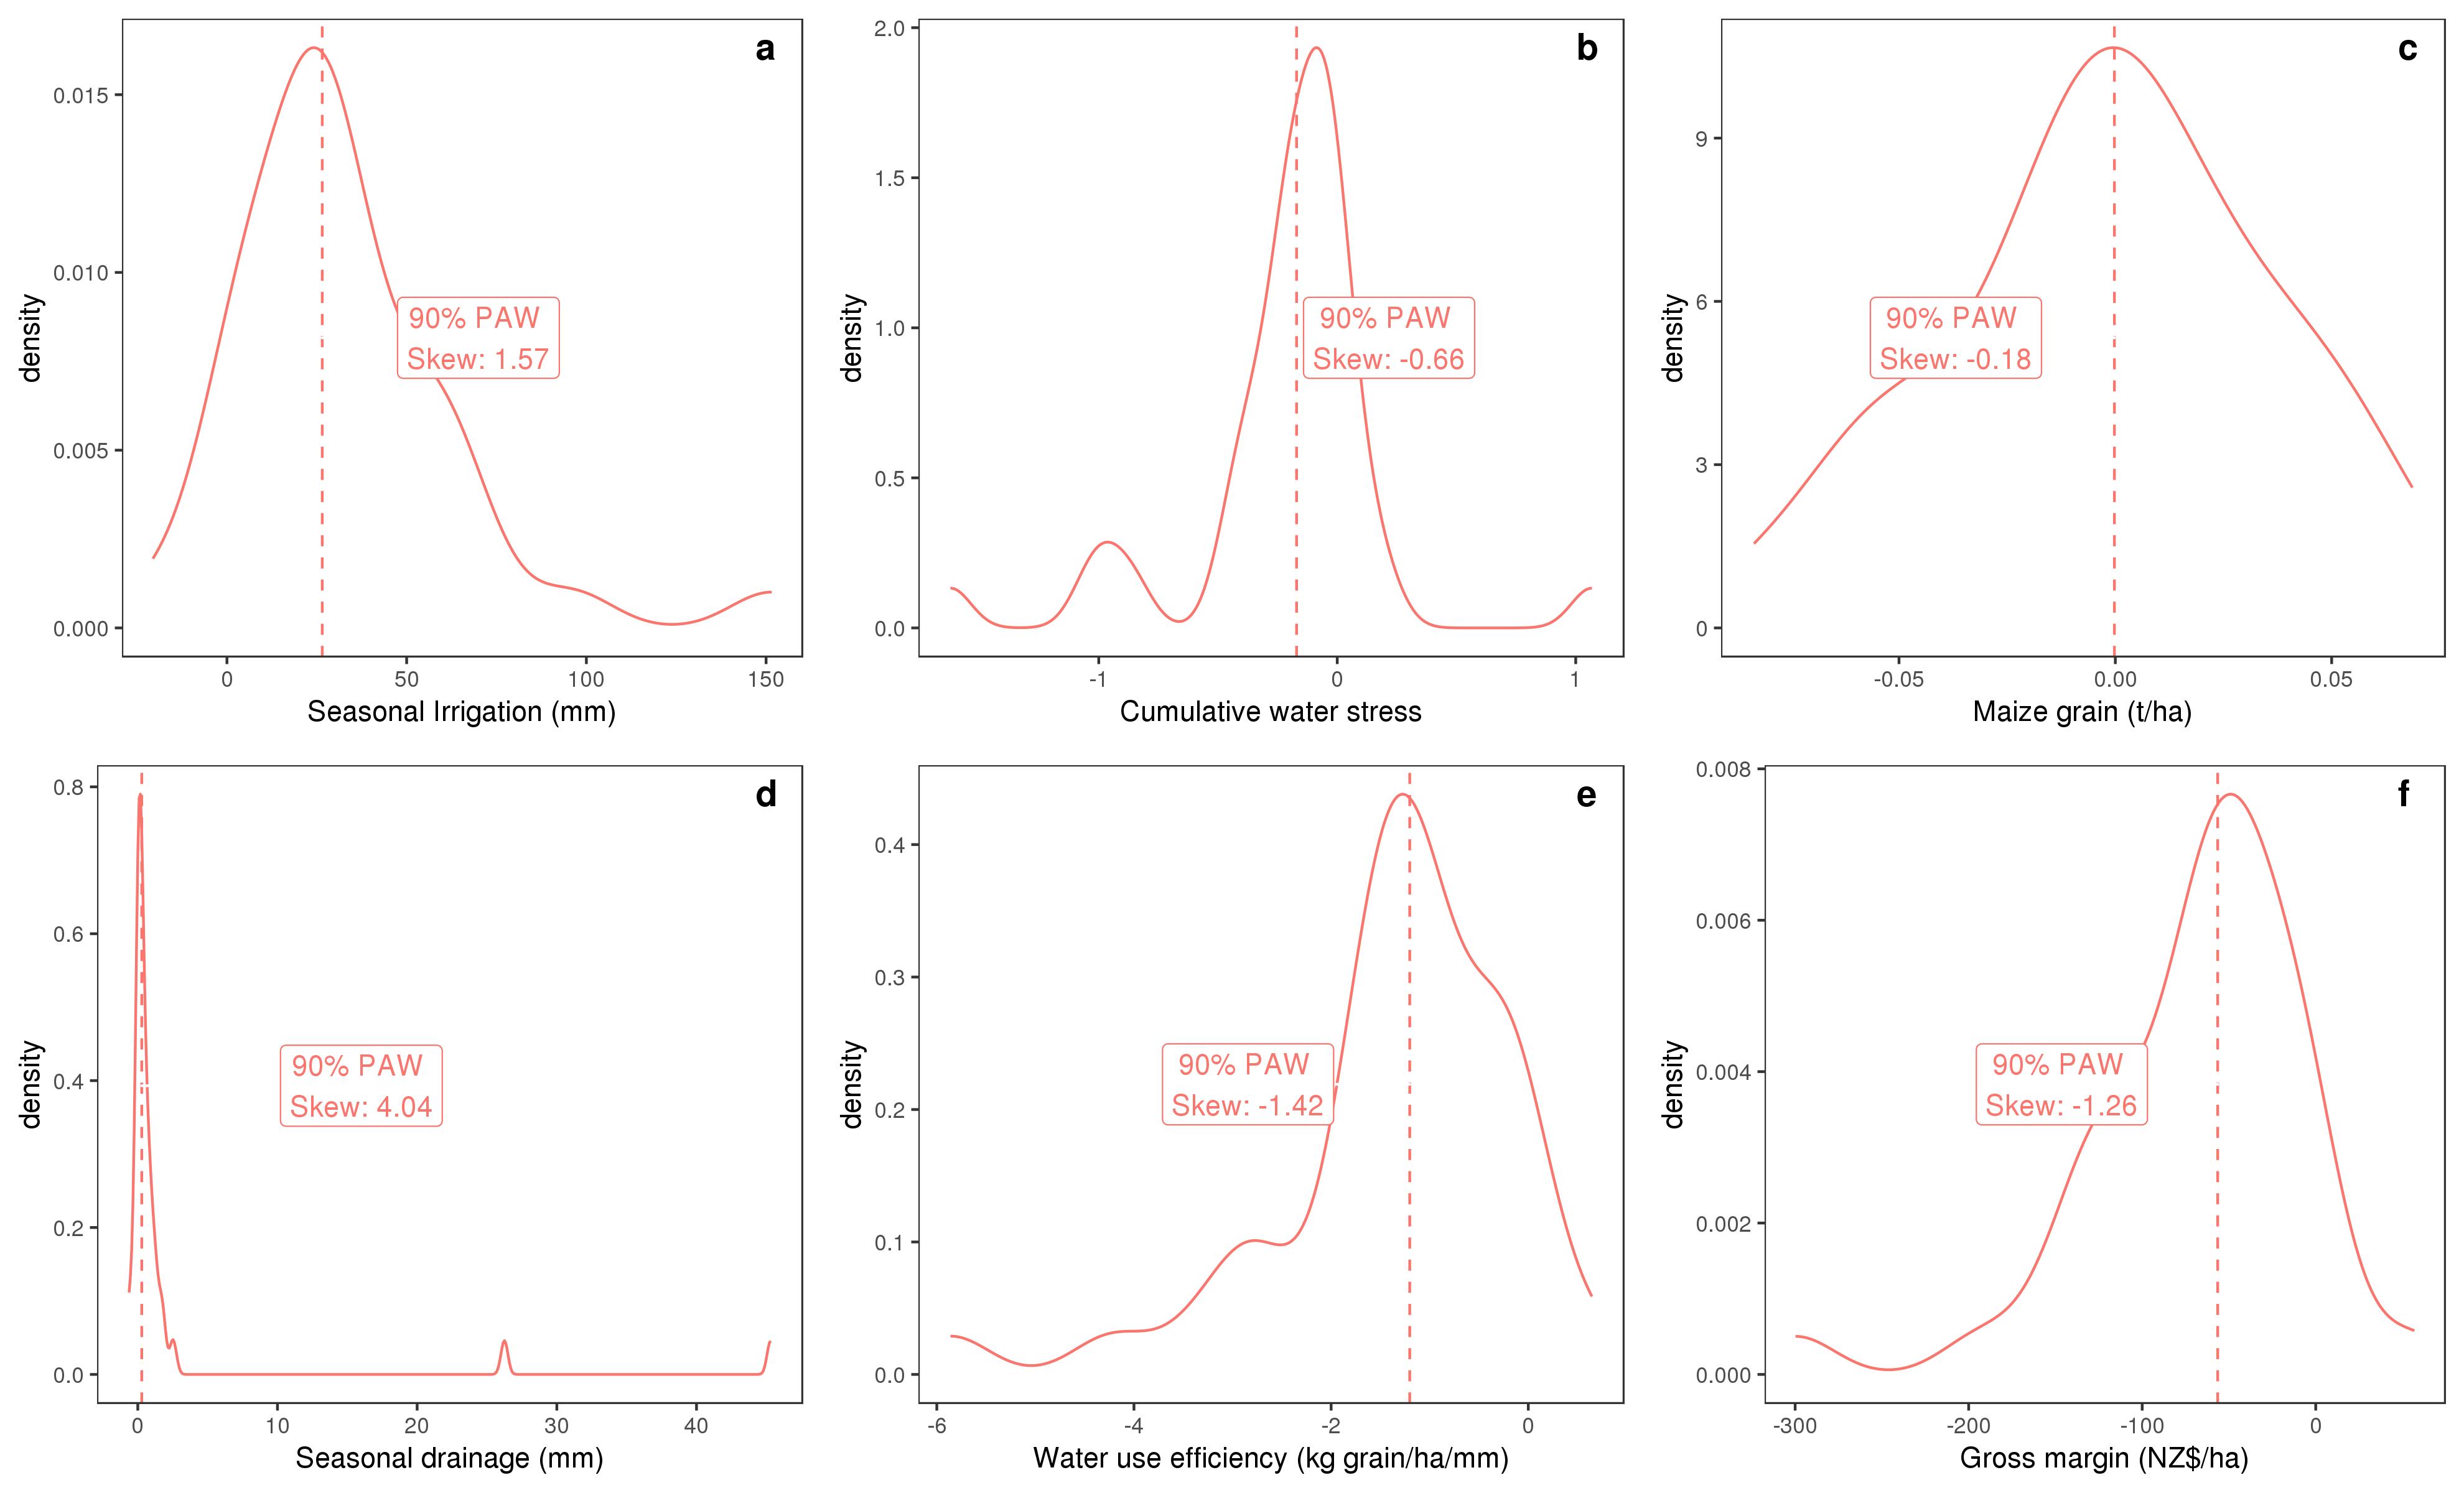 a
density
0.015
0.010
0.005
0.000
90% PAW
Skew: 1.57
0
50
100
150
Seasonal Irrigation (mm)
b
density
2.0
1.5
1.0
0.5
0.0
90% PAW
Skew: -0.66
-1
0
1
Cumulative water stress
c
density
9
6
3
0
90% PAW
Skew: -0.18
-0.05
0.00
0.05
Maize grain (t/ha)
d
density
0.8
0.6
0.4
0.2
0.0
90% PAW
Skew: 4.04
0
10
20
30
40
Seasonal drainage (mm)
e
density
0.4
0.3
0.2
0.1
0.0
90% PAW
Skew: -1.42
-6
-4
-2
0
Water use efficiency (kg grain/ha/mm)
f
density
0.008
0.006
0.004
0.002
0.000
90% PAW
Skew: -1.26
-300
-200
-100
0
Gross margin (NZ$/ha)